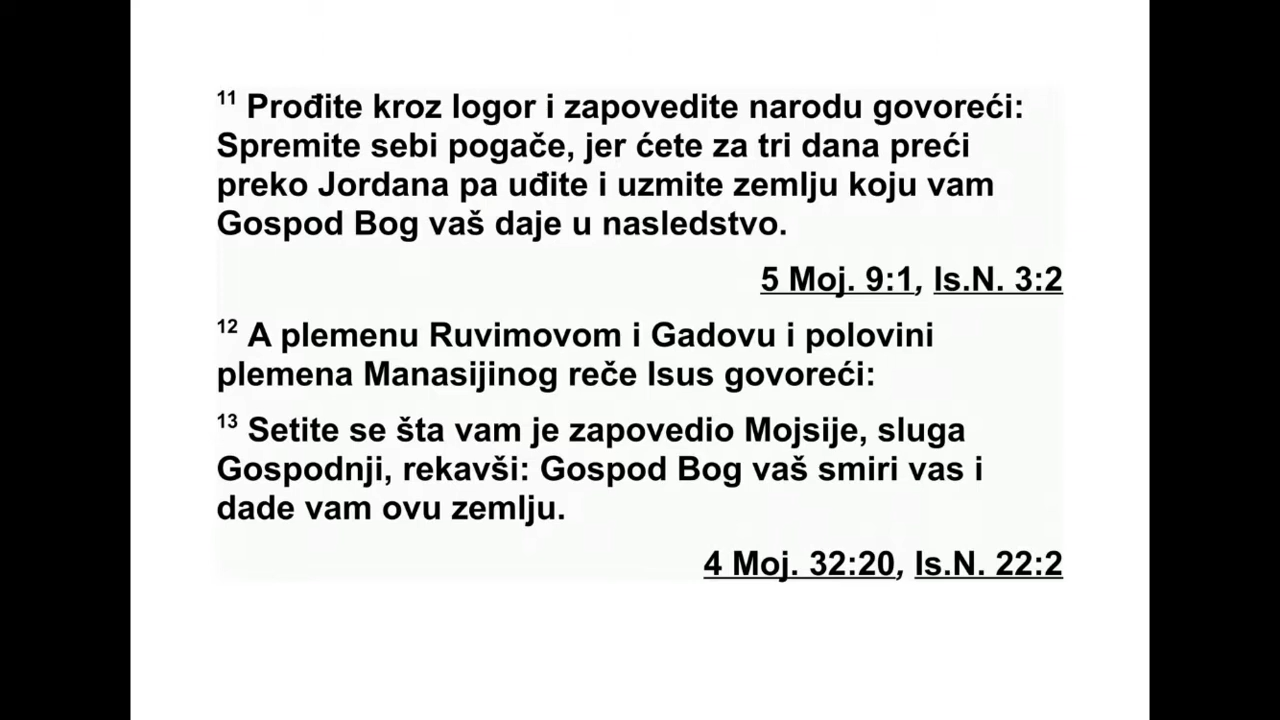 11 Prođite kroz logor i zapovedite narodu govoreći:
Spremite sebi pogače, jer ćete za tri dana preći
preko Jordana pa uđite i uzmite zemlju koju vam
Gospod Bog vaš daje u nasledstvo.
5 Moj. 9:1, Is.N. 3:2
12 A plemenu Ruvimovom i Gadovu i polovini
plemena Manasijinog reče Isus govoreći:
13 Setite se šta vam je zapovedio Mojsije, sluga
Gospodnji, rekavši: Gospod Bog vaš smiri vas i
dade vam ovu zemlju.
4 Moj. 32:20, Is.N. 22:2